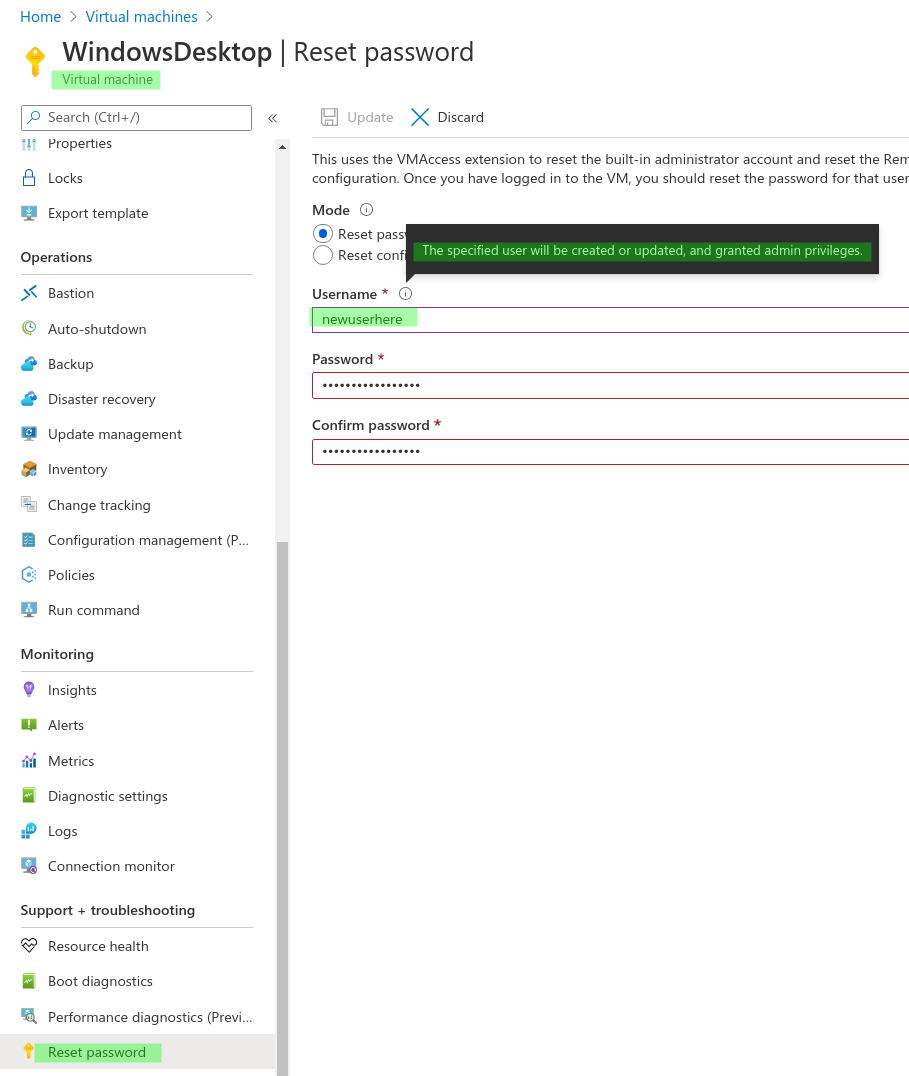 Home > Virtual machines >
WindowsDesktop | Reset password
Virtual machine
Search (Ctrl+/)
«
Properties
Locks
Export template
Operations
Bastion
Auto-shutdown
Backup
Disaster recovery
Update management
Inventory
Change tracking
Configuration management (P...
Policies
Run command
Monitoring
Insights
Alerts
Metrics
Diagnostic settings
Logs
Connection monitor
Support + troubleshooting
Resource health
Boot diagnostics
Performance diagnostics (Previ...
Reset password
Update
Discard
This uses the VMAccess extension to reset the built-in administrator account and reset the Rem
configuration. Once you have logged in to the VM, you should reset the password for that user
Mode
Reset passw
Reset confi
The specified user will be created or updated, and granted admin privileges.
Username *
newuserhere
Password *
•••••••••••••••••
Confirm password *
•••••••••••••••••